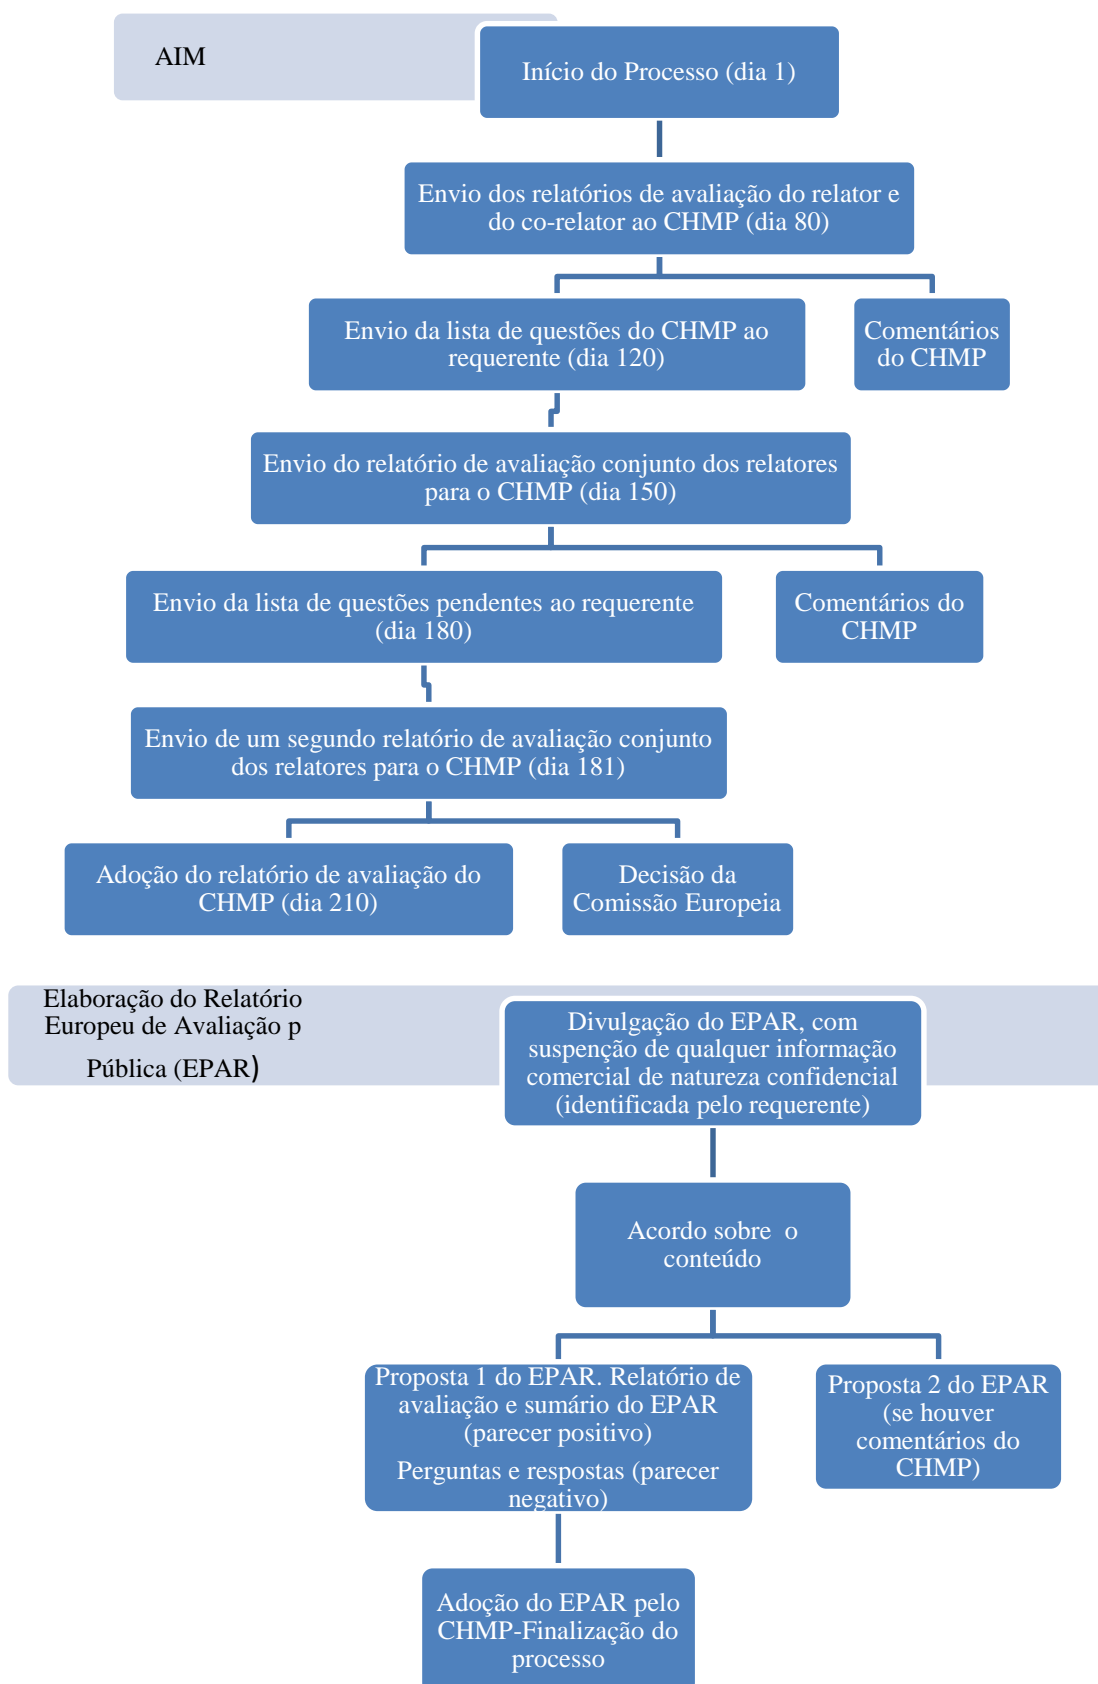 AIM
Início do Processo (dia 1)
Envio dos relatórios de avaliação do relator e
do co-relator ao CHMP (dia 80)
Envio da lista de questões do CHMP ao
requerente (dia 120)
Comentários
do CHMP
Envio do relatório de avaliação conjunto dos relatores
para o CHMP (dia 150)
Envio da lista de questões pendentes ao requerente
(dia 180)
Comentários do
CHMP
Envio de um segundo relatório de avaliação conjunto
dos relatores para o CHMP (dia 181)
Adoção do relatório de avaliação do
CHMP (dia 210)
Decisão da
Comissão Europeia
Elaboração do Relatório
Europeu de Avaliação p
Pública (EPAR)
Divulgação do EPAR, com
suspenção de qualquer informação
comercial de natureza confidencial
(identificada pelo requerente)
Acordo sobre o
conteúdo
Proposta 1 do EPAR. Relatório de
avaliação e sumário do EPAR
(parecer positivo)
Perguntas e respostas (parecer
negativo)
Proposta 2 do EPAR
(se houver
comentários do
CHMP)
Adoção do EPAR pelo
CHMP-Finalização do
processo